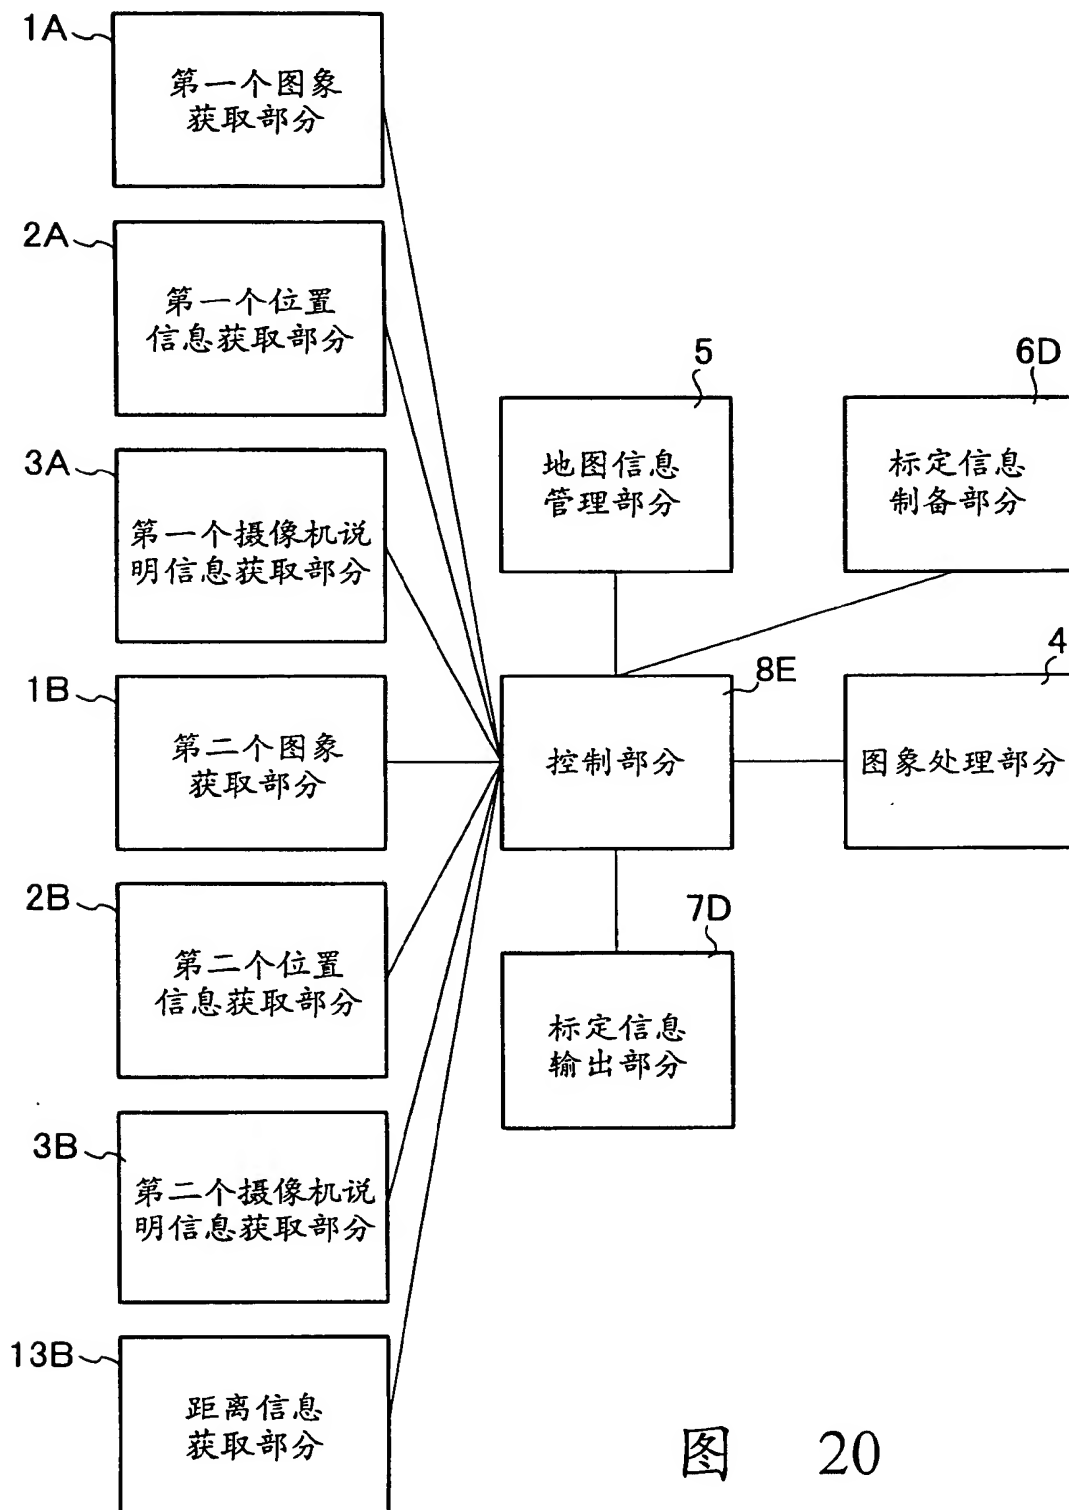 1A
第一个图象
获取部分
2A
第一个位置
信息获取部分
3A
第一个摄像机说
明信息获取部分
1B
第二个图象
获取部分
2B
第二个位置
信息获取部分
3B
第二个摄像机说
明信息获取部分
13B
距离信息
获取部分
5
地图信息
管理部分
6D
标定信息
制备部分
8E
控制部分
4
图象处理部分
7D
标定信息
输出部分
图 20